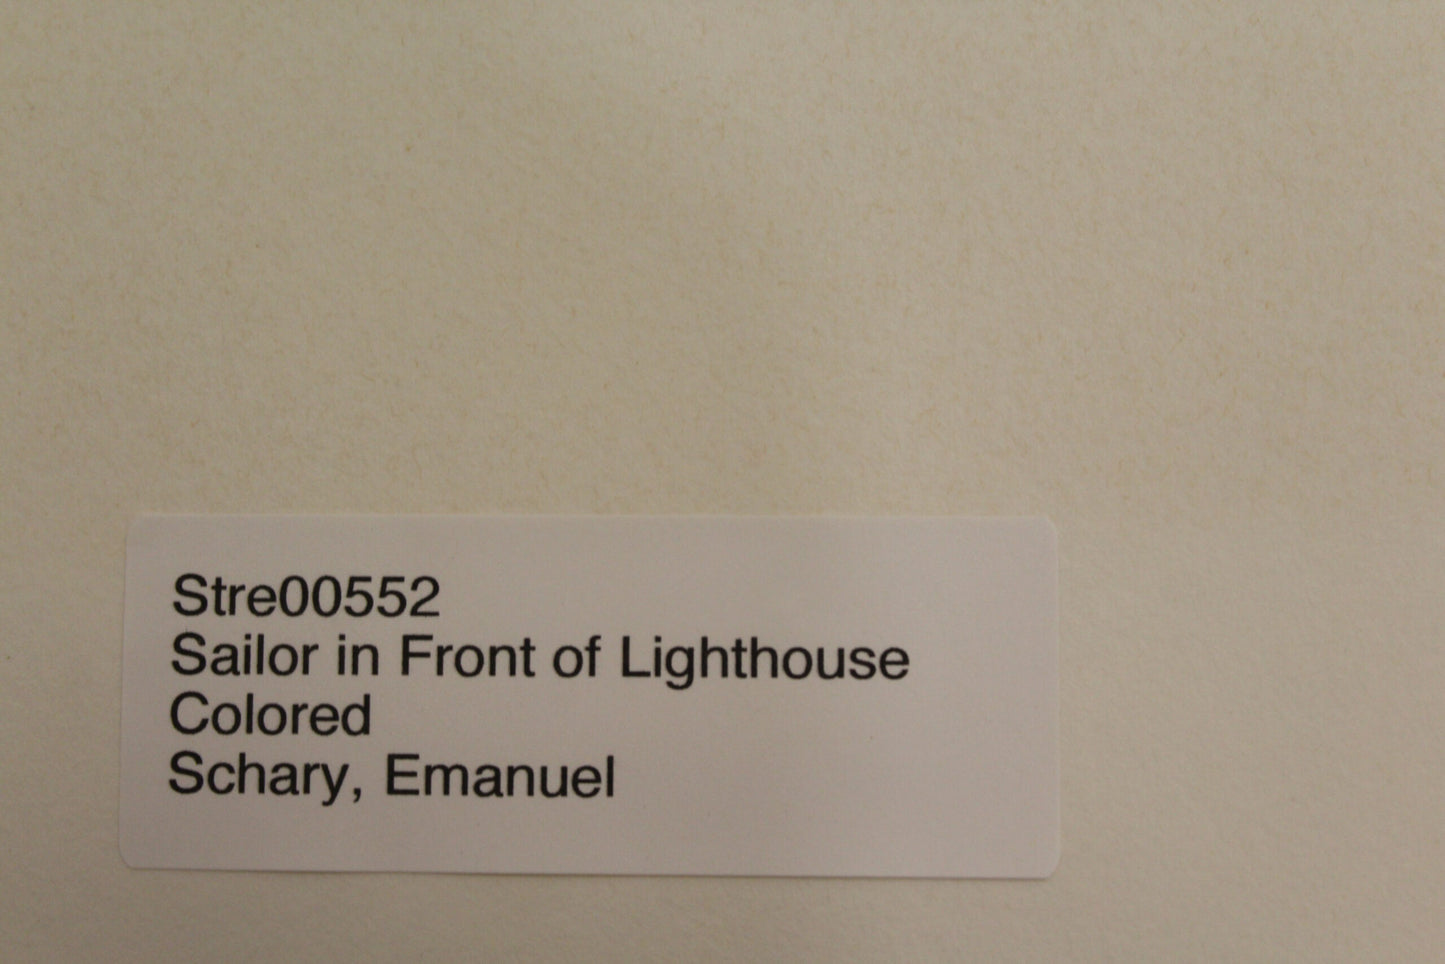 Stre00552
Sailor in Front of Lighthouse
Colored
Schary, Emanuel